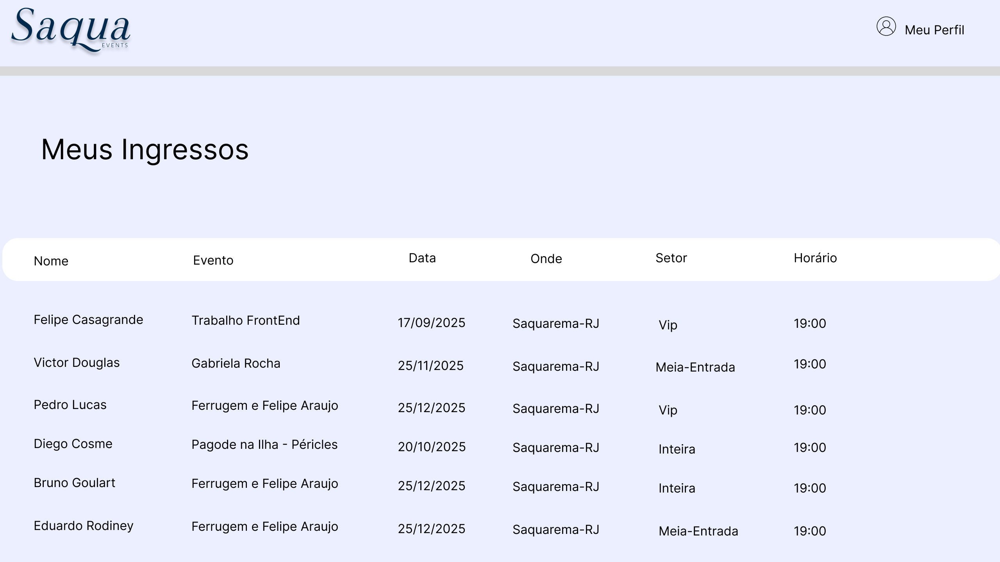 Saqua
EVENTS
Meu Perfil
Meus Ingressos
Nome Evento Data Onde Setor Horário
Felipe Casagrande Trabalho FrontEnd 17/09/2025 Saquarema-RJ Vip 19:00
Victor Douglas Gabriela Rocha 25/11/2025 Saquarema-RJ Meia-Entrada 19:00
Pedro Lucas Ferrugem e Felipe Araujo 25/12/2025 Saquarema-RJ Vip 19:00
Diego Cosme Pagode na Ilha - Péricles 20/10/2025 Saquarema-RJ Inteira 19:00
Bruno Goulart Ferrugem e Felipe Araujo 25/12/2025 Saquarema-RJ Inteira 19:00
Eduardo Rodiney Ferrugem e Felipe Araujo 25/12/2025 Saquarema-RJ Meia-Entrada 19:00